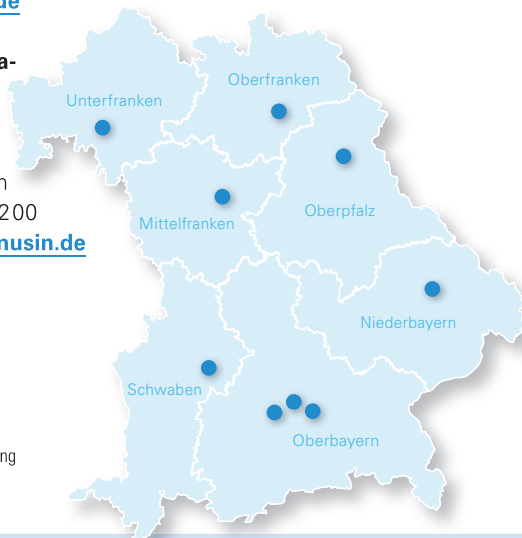 de
a-
n
200
nusin.de
ng
Oberfranken
Unterfranken
Oberpfalz
Mittelfranken
Niederbayern
Schwaben
Oberbayern